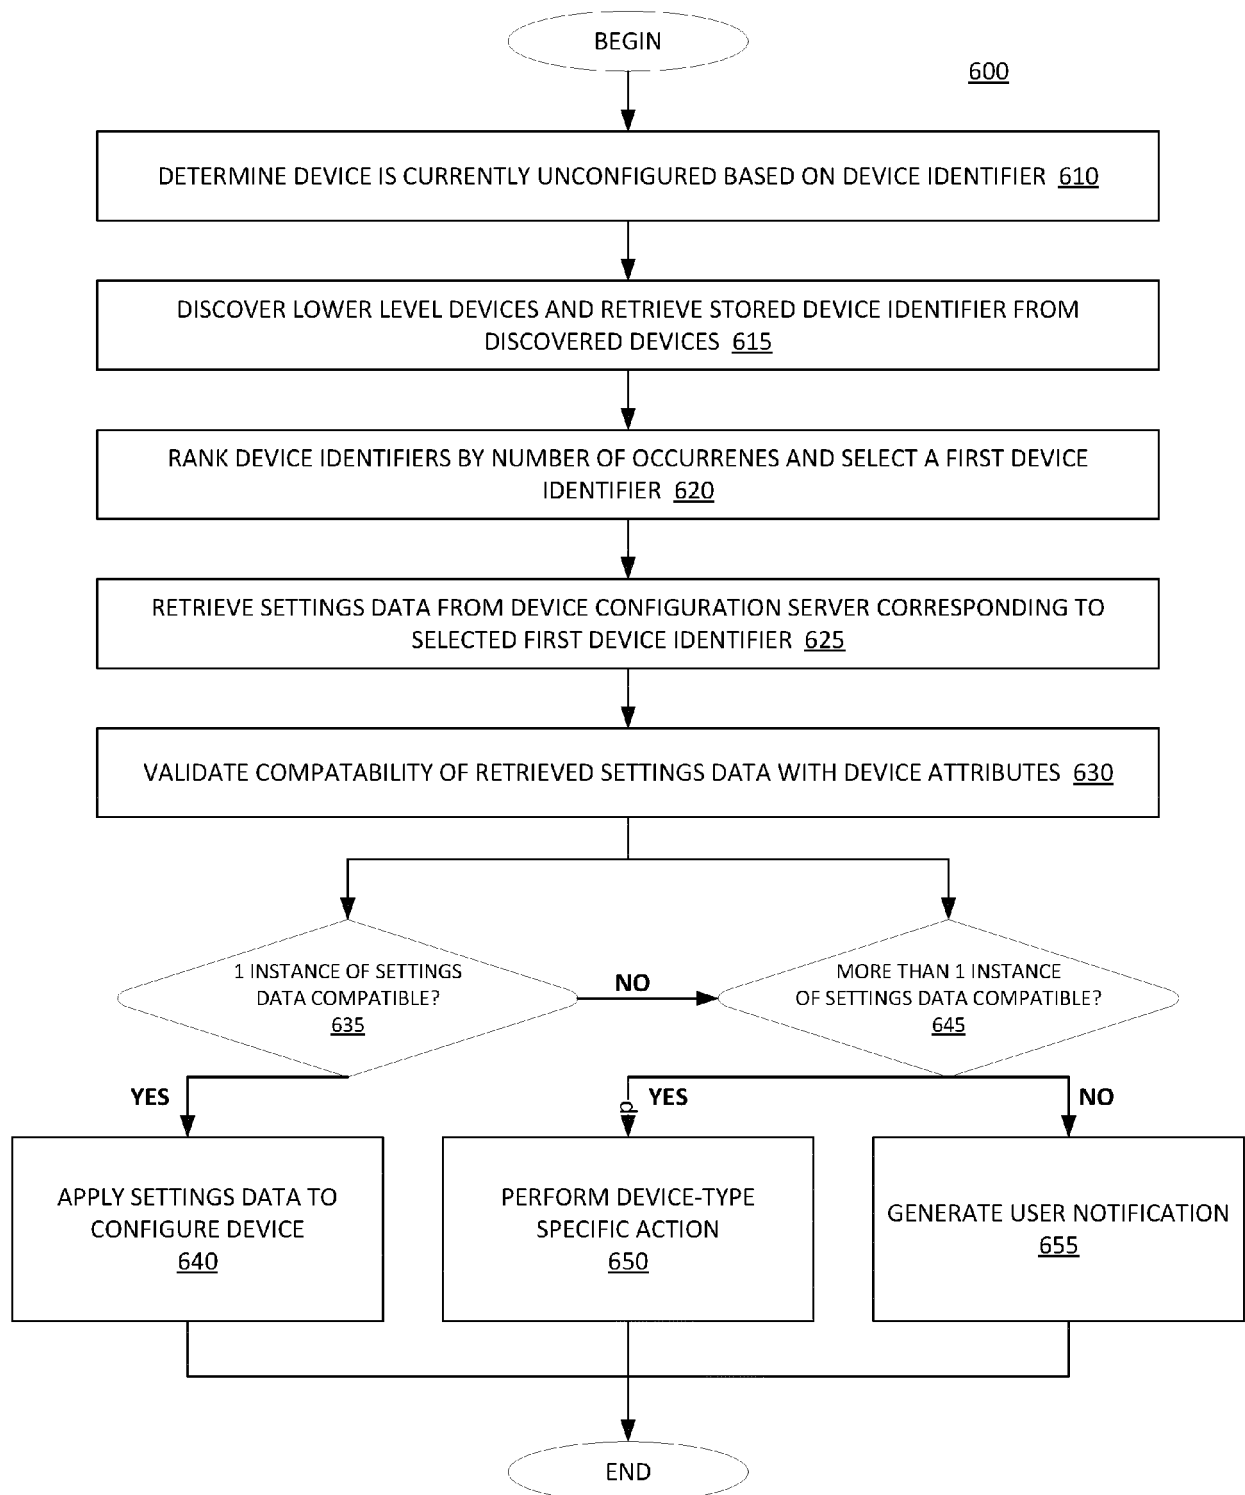 BEGIN
600
DETERMINE DEVICE IS CURRENTLY UNCONFIGURED BASED ON DEVICE IDENTIFIER 610
DISCOVER LOWER LEVEL DEVICES AND RETRIEVE STORED DEVICE IDENTIFIER FROM
DISCOVERED DEVICES 615
RANK DEVICE IDENTIFIERS BY NUMBER OF OCCURRENES AND SELECT A FIRST DEVICE
IDENTIFIER 620
RETRIEVE SETTINGS DATA FROM DEVICE CONFIGURATION SERVER CORRESPONDING TO
SELECTED FIRST DEVICE IDENTIFIER 625
VALIDATE COMPATABILITY OF RETRIEVED SETTINGS DATA WITH DEVICE ATTRIBUTES 630
1 INSTANCE OF SETTINGS
DATA COMPATIBLE?
635
NO
MORE THAN 1 INSTANCE
OF SETTINGS DATA COMPATIBLE?
645
YES
d
YES
NO
APPLY SETTINGS DATA TO
CONFIGURE DEVICE
640
PERFORM DEVICE-TYPE
SPECIFIC ACTION
650
GENERATE USER NOTIFICATION
655
END